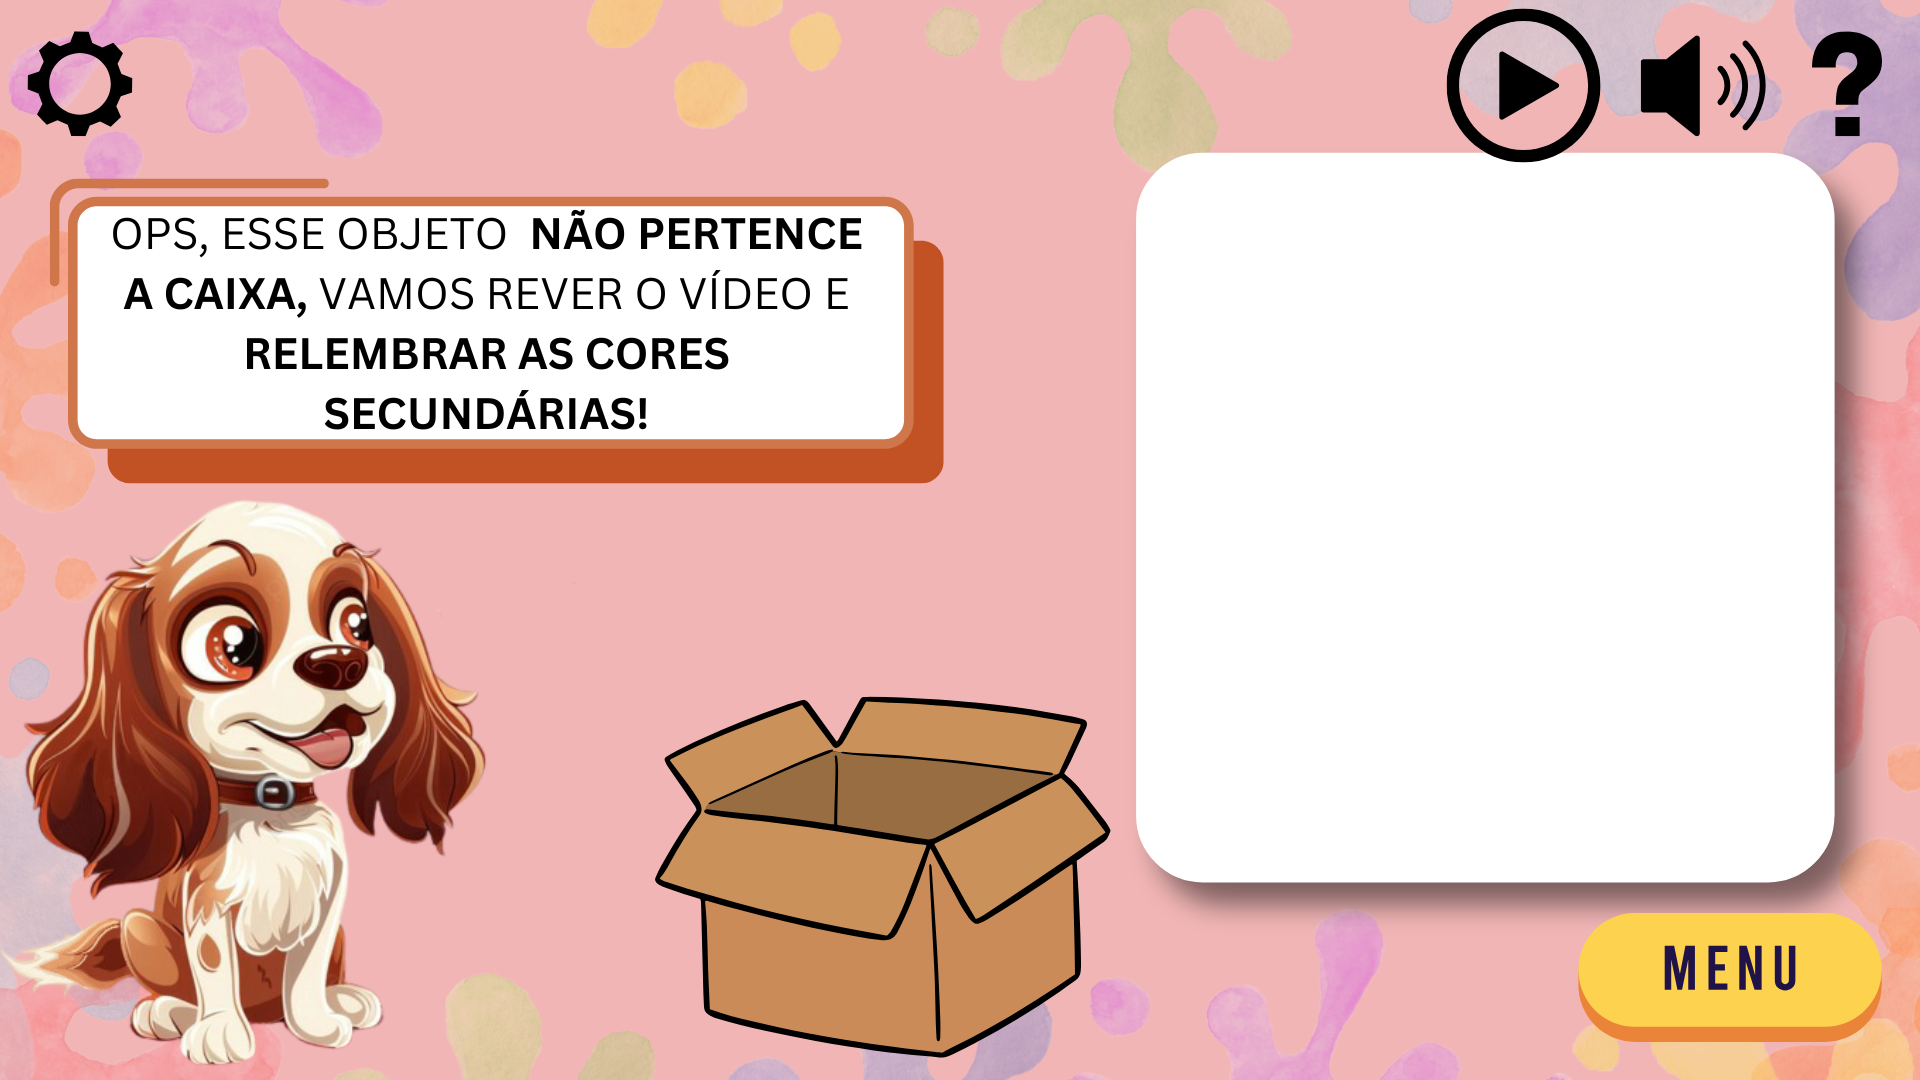 OPS, ESSE OBJETO NÃO PERTENCE
A CAIXA, VAMOS REVER O VÍDEO E
RELEMBRAR AS CORES
SECUNDÁRIAS!
?
MENU